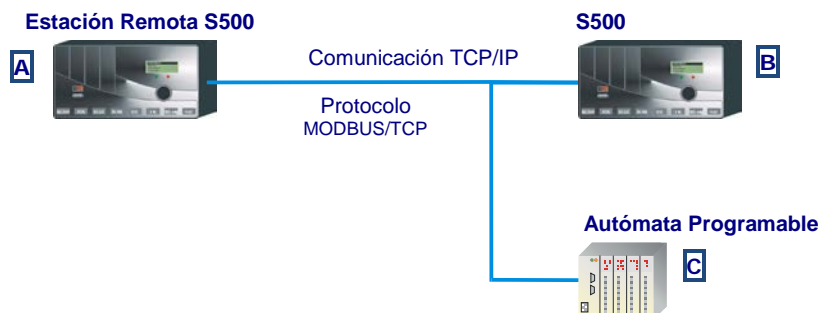 Estación Remota S500
S500
A
Comunicación TCP/IP
B
Protocolo
MODBUS/TCP
Autómata Programable
C